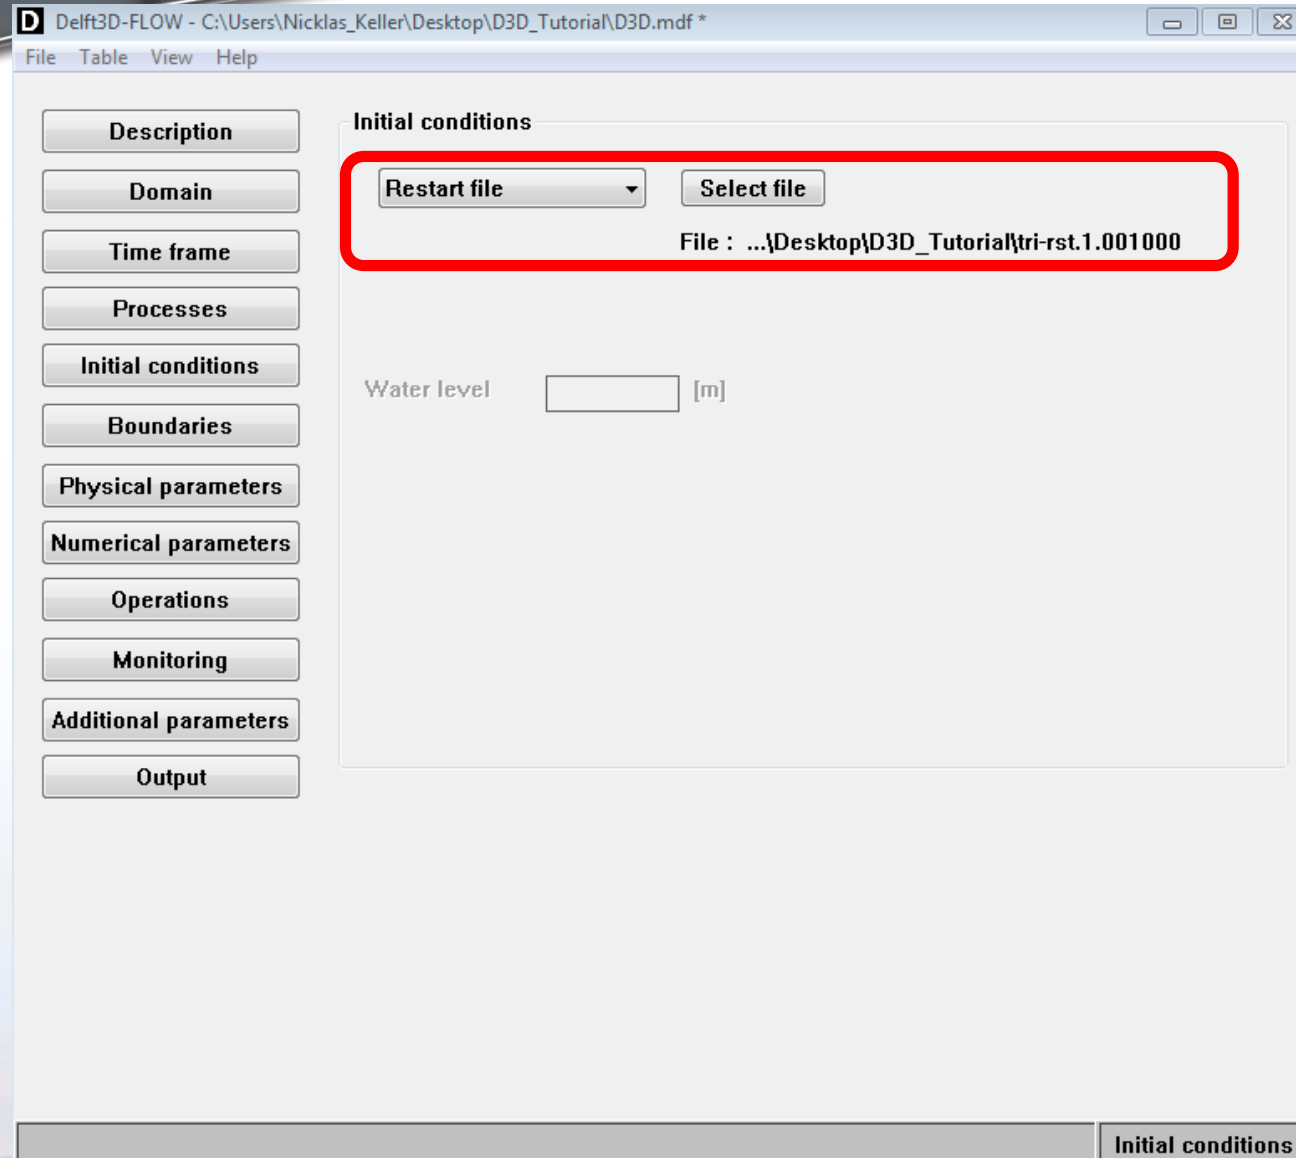 D Delft3D-FLOW - C:\Users\Nicklas_Keller\Desktop\D3D_Tutorial\D3D.mdf *
File Table View Help
Description
Domain
Time frame
Processes
Initial conditions
Boundaries
Physical parameters
Numerical parameters
Operations
Monitoring
Additional parameters
Output
Initial conditions
Restart file Select file
File : ...\Desktop\D3D_Tutorial\tri-rst.1.001000
Water level [m]
Initial conditions